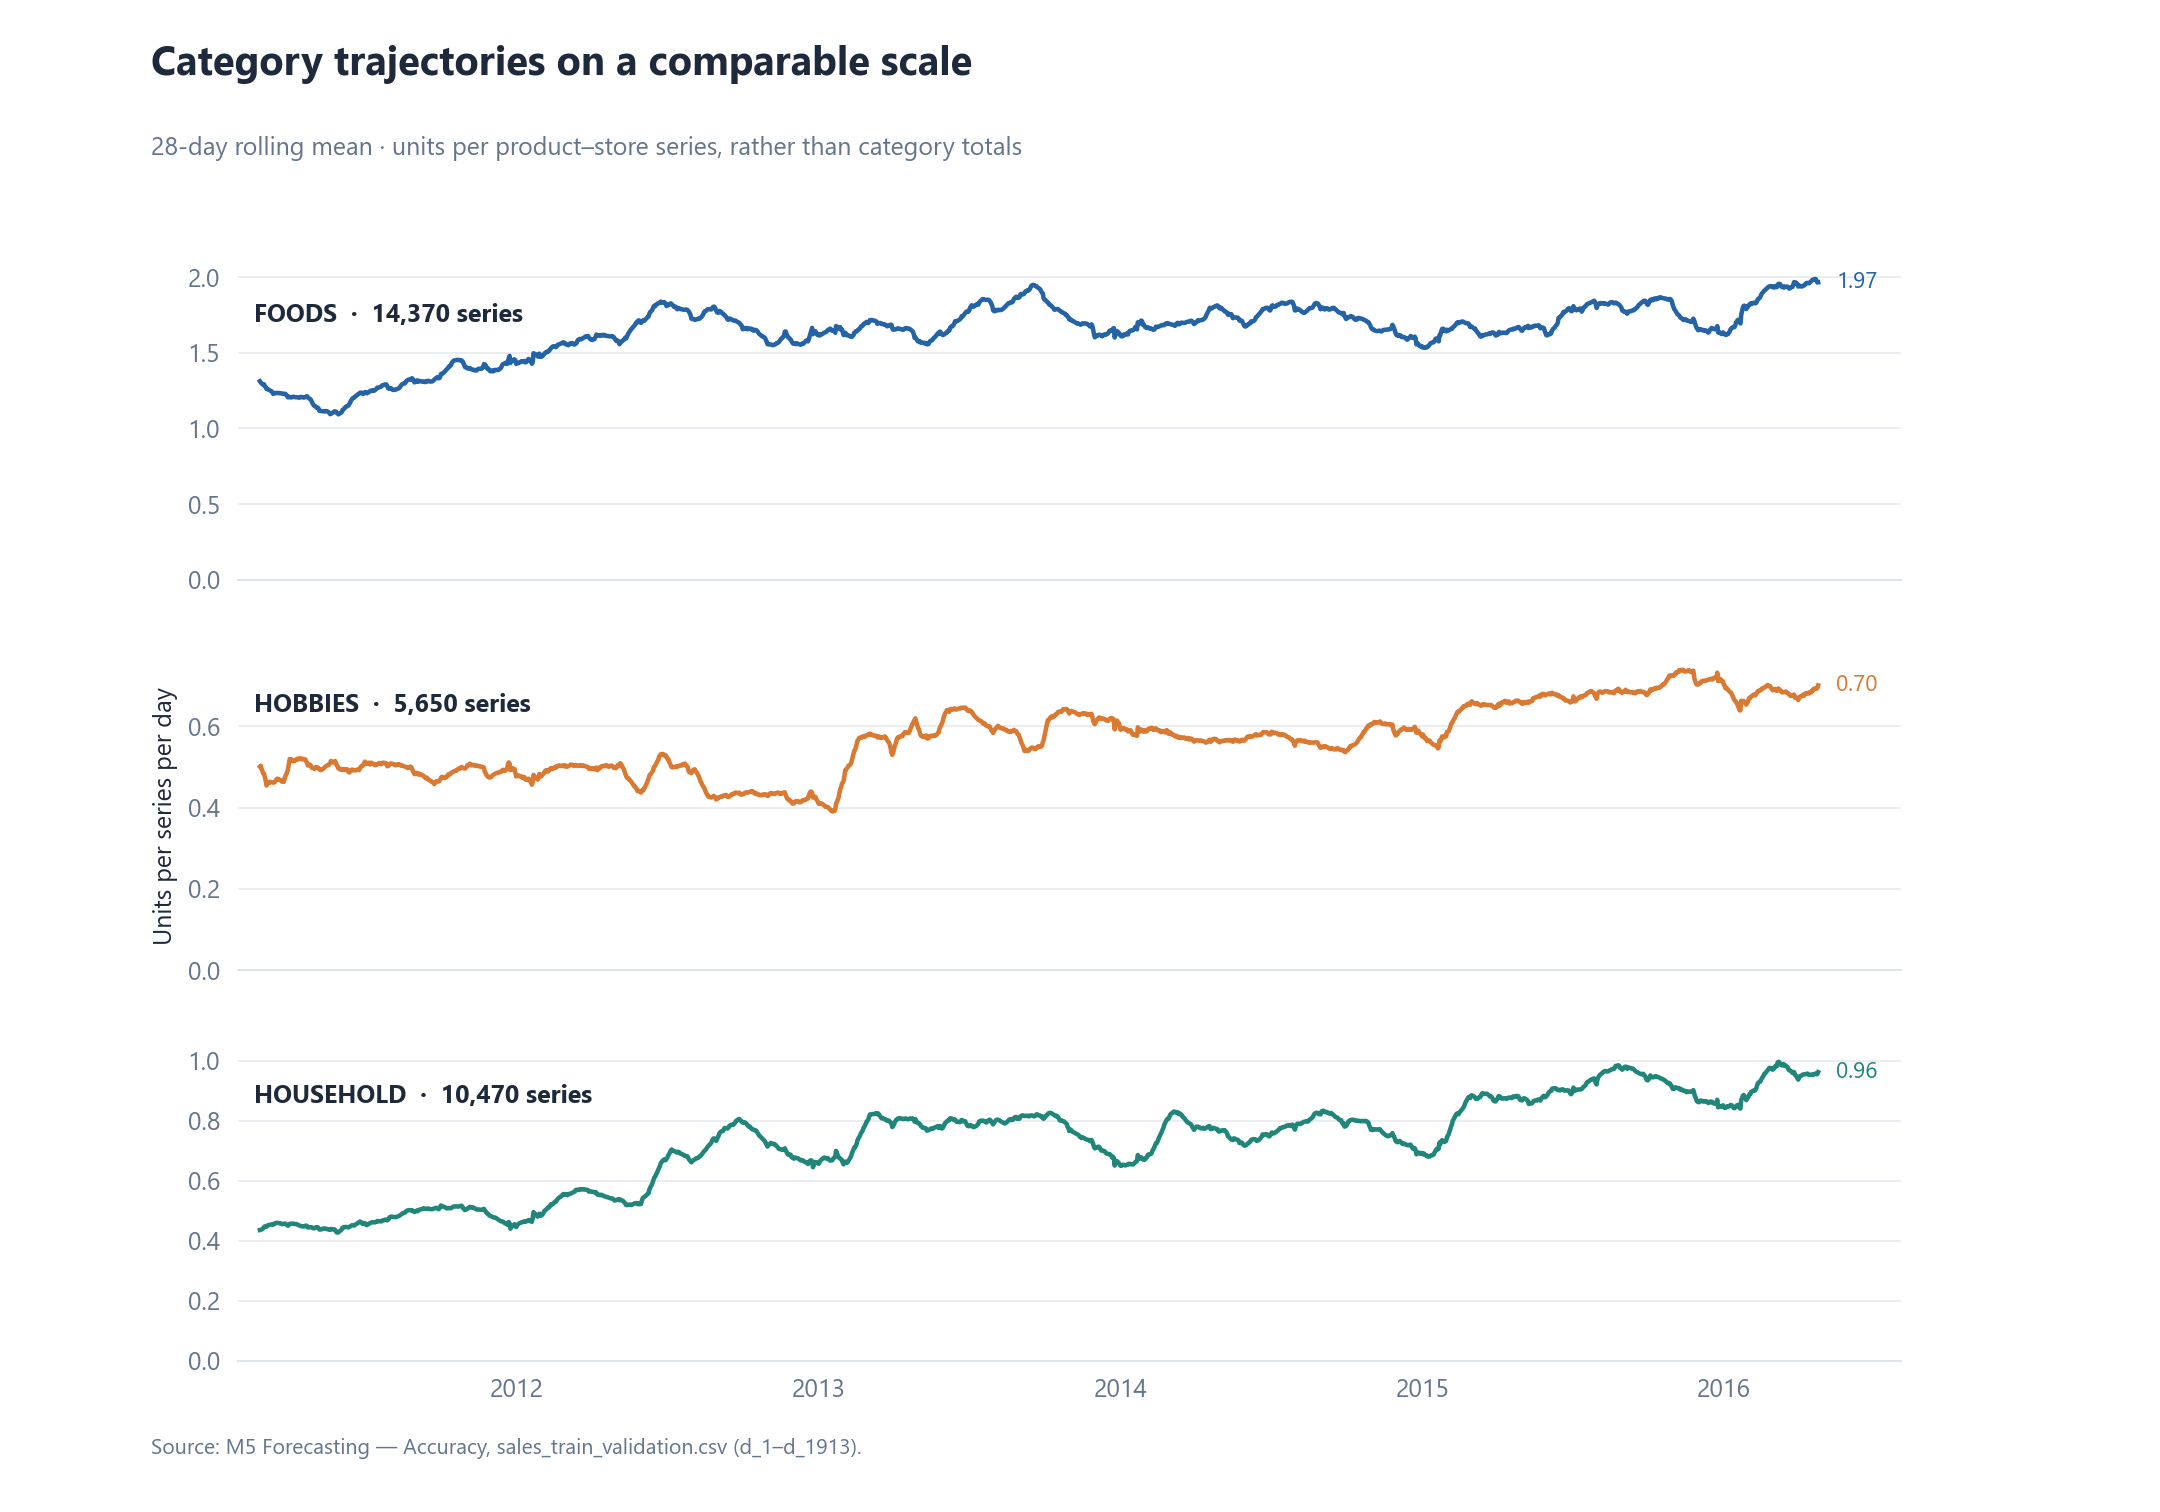 Category trajectories on a comparable scale
28-day rolling mean · units per product–store series, rather than category totals
2.0
1.97
FOODS · 14,370 series
1.5
1.0
0.5
0.0
Units per series per day
0.70
HOBBIES · 5,650 series
0.6
0.4
0.2
0.0
1.0
0.96
HOUSEHOLD · 10,470 series
0.8
0.6
0.4
0.2
0.0
2012 2013 2014 2015 2016
Source: M5 Forecasting — Accuracy, sales_train_validation.csv (d_1–d_1913).